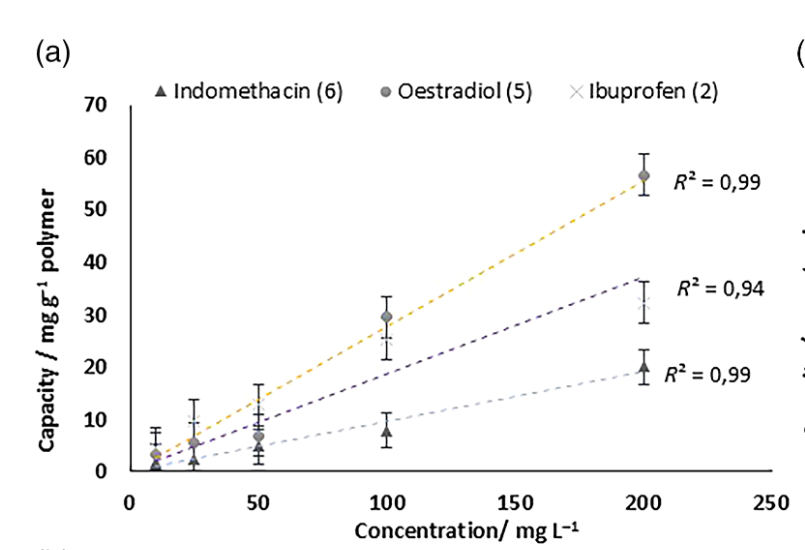 (a)
Indomethacin (6) Oestradiol (5) Ibuprofen (2)
70
60
50
40
30
20
10
0
Capacity / mg g⁻¹ polymer
R² = 0,99
R² = 0,94
R² = 0,99
0 50 100 150 200 250
Concentration/ mg L⁻¹